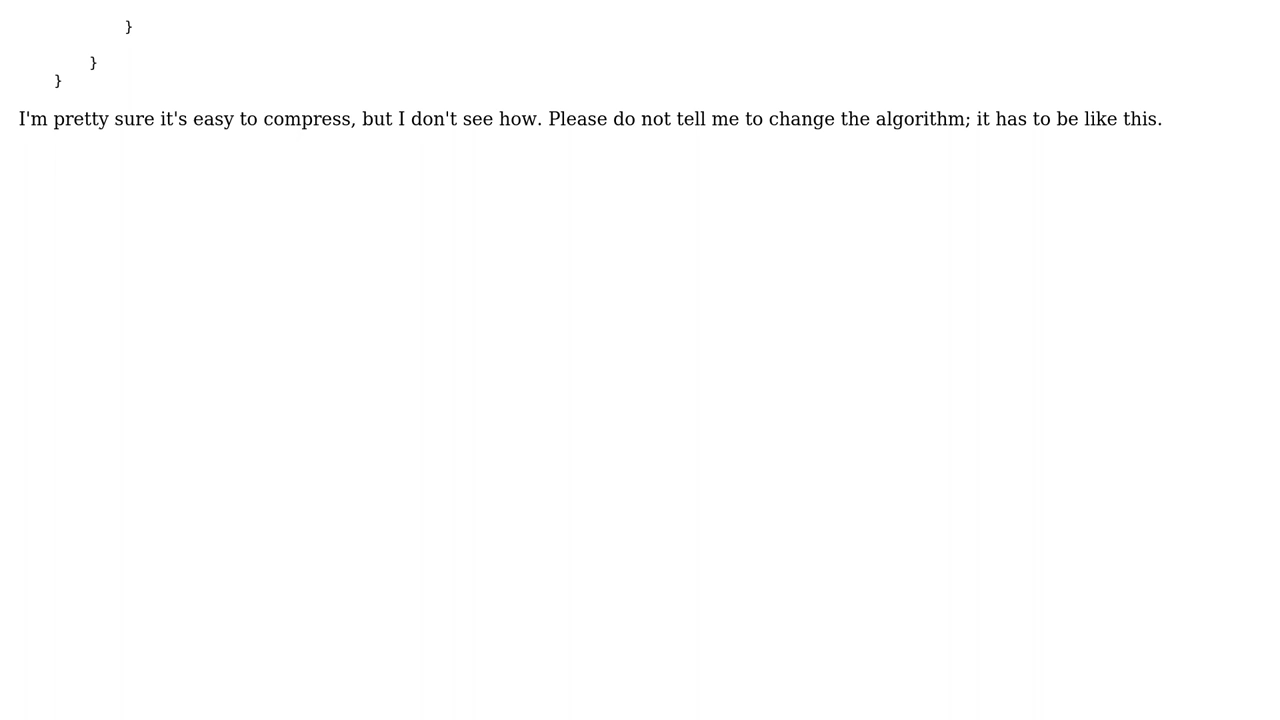 }
}
}
I'm pretty sure it's easy to compress, but I don't see how. Please do not tell me to change the algorithm; it has to be like this.